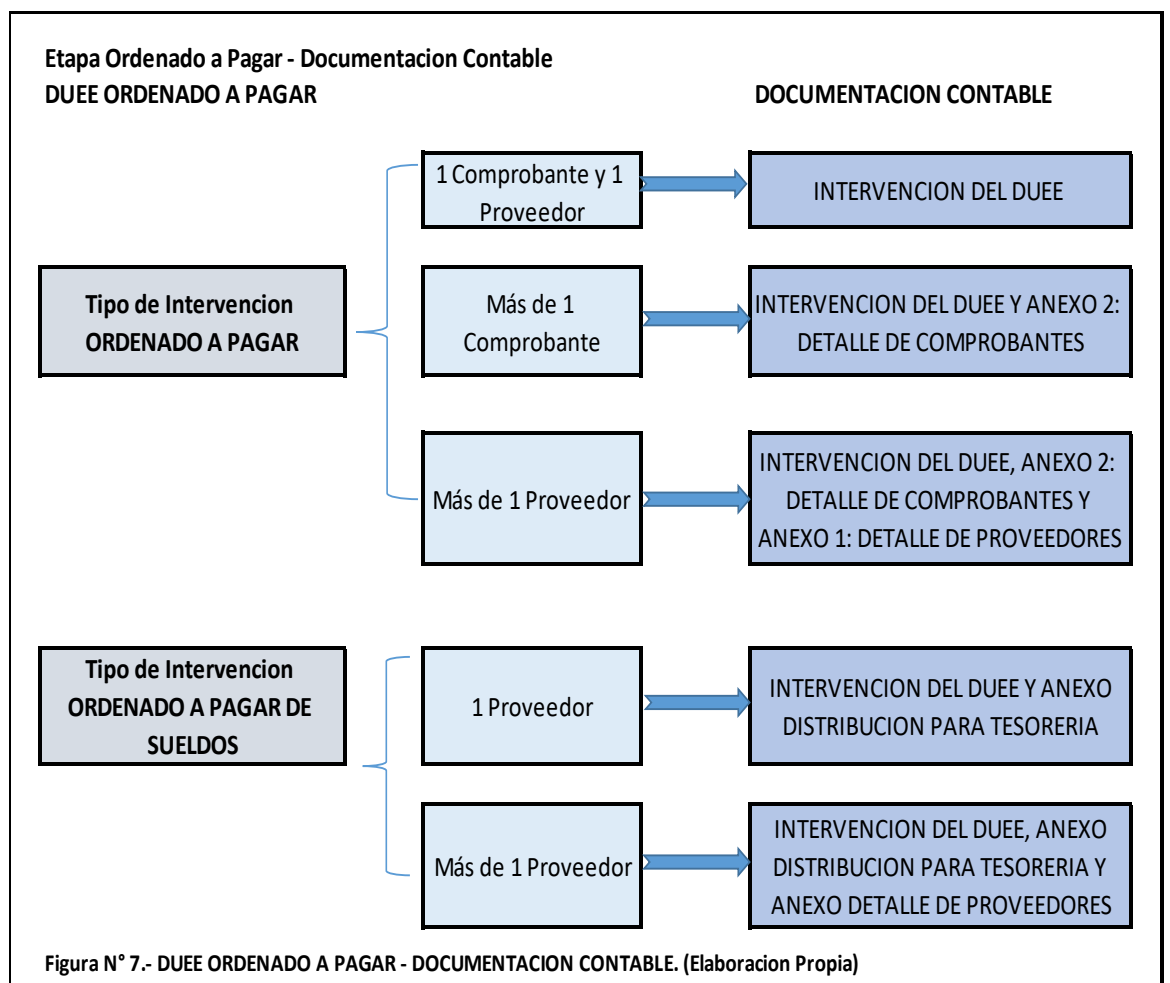 Etapa Ordenado a Pagar - Documentacion Contable
DUEE ORDENADO A PAGAR
DOCUMENTACION CONTABLE
Tipo de Intervencion
ORDENADO A PAGAR
1 Comprobante y 1
Proveedor
INTERVENCION DEL DUEE
Más de 1
Comprobante
INTERVENCION DEL DUEE Y ANEXO 2:
DETALLE DE COMPROBANTES
Más de 1 Proveedor
INTERVENCION DEL DUEE, ANEXO 2:
DETALLE DE COMPROBANTES Y
ANEXO 1: DETALLE DE PROVEEDORES
Tipo de Intervencion
ORDENADO A PAGAR DE
SUELDOS
1 Proveedor
INTERVENCION DEL DUEE Y ANEXO
DISTRIBUCION PARA TESORERIA
Más de 1 Proveedor
INTERVENCION DEL DUEE, ANEXO
DISTRIBUCION PARA TESORERIA Y
ANEXO DETALLE DE PROVEEDORES
Figura N° 7.- DUEE ORDENADO A PAGAR - DOCUMENTACION CONTABLE. (Elaboracion Propia)